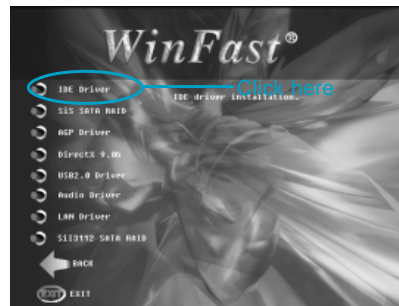 WinFast®
IDE Driver
Click here
IDE driver installation.
SiS SATA RAID
AGP Driver
DirectX 9.0b
USB2.0 Driver
Audio Driver
LAN Driver
SiI3112 SATA RAID
BACK
EXIT EXIT